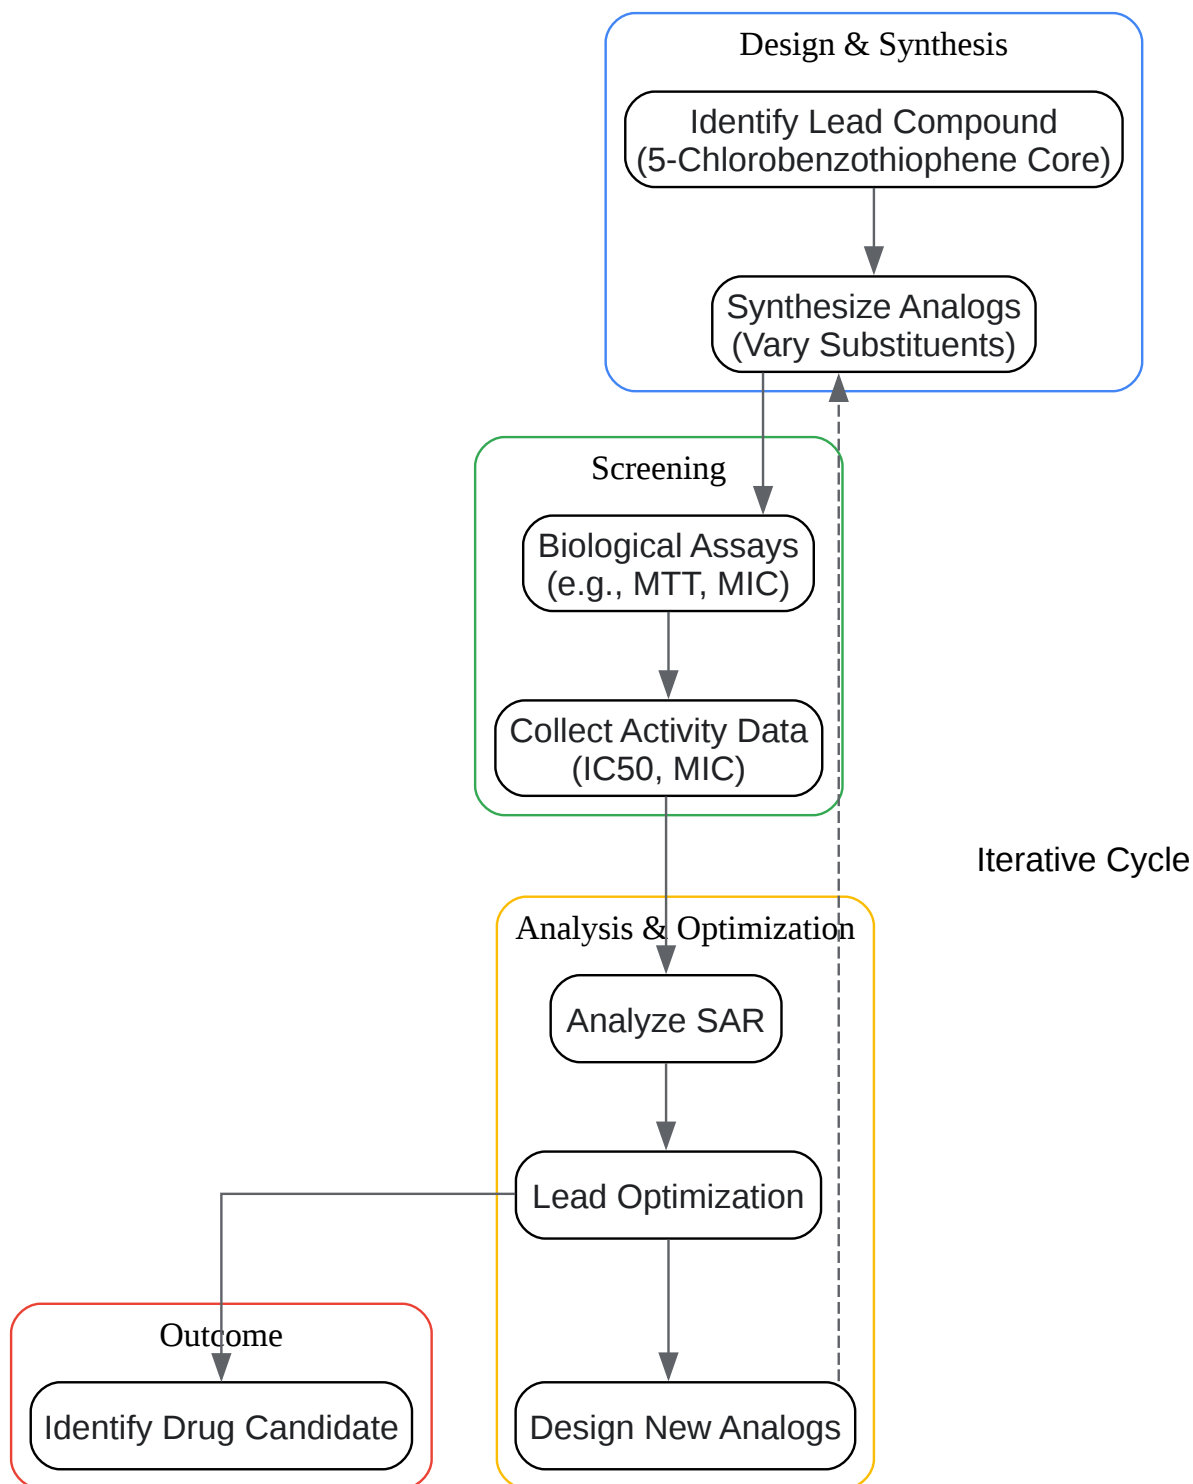 Design & Synthesis
Identify Lead Compound
(5-Chlorobenzothiophene Core)
Synthesize Analogs
(Vary Substituents)
Screening
Biological Assays
(e.g., MTT, MIC)
Collect Activity Data
(IC50, MIC)
Iterative Cycle
Analysis & Optimization
Analyze SAR
Lead Optimization
Outcome
Identify Drug Candidate
Design New Analogs